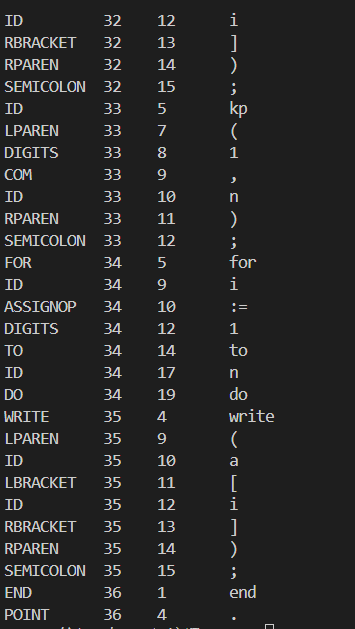 ID 32 12 i
RBRACKET 32 13 ]
RPAREN 32 14 )
SEMICOLON 32 15 ;
ID 33 5 kp
LPAREN 33 7 (
DIGITS 33 8 1
COM 33 9 ,
ID 33 10 n
RPAREN 33 11 )
SEMICOLON 33 12 ;
FOR 34 5 for
ID 34 9 i
ASSIGNOP 34 10 :=
DIGITS 34 12 1
TO 34 14 to
ID 34 17 n
DO 34 19 do
WRITE 35 4 write
LPAREN 35 9 (
ID 35 10 a
LBRACKET 35 11 [
ID 35 12 i
RBRACKET 35 13 ]
RPAREN 35 14 )
SEMICOLON 35 15 ;
END 36 1 end
POINT 36 4 .